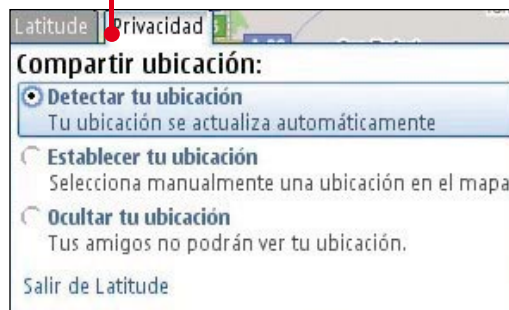 Latitude Privacidad
Compartir ubicación:
Detectar tu ubicación
Tu ubicación se actualiza automáticamente
Establecer tu ubicación
Selecciona manualmente una ubicación en el mapa
Ocultar tu ubicación
Tus amigos no podrán ver tu ubicación.
Salir de Latitude